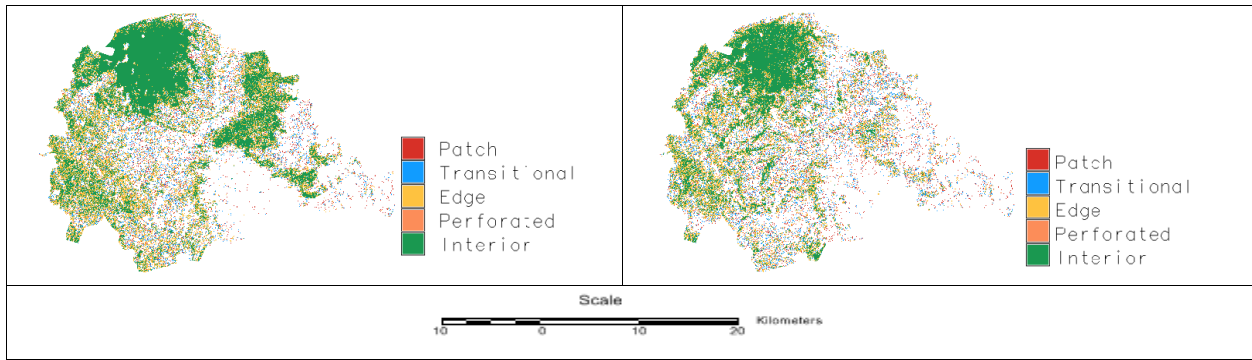 Patch
Transitional
Edge
Perforated
Interior
Patch
Transitional
Edge
Perforated
Interior
Scale
10 0 10 20 Kilometers